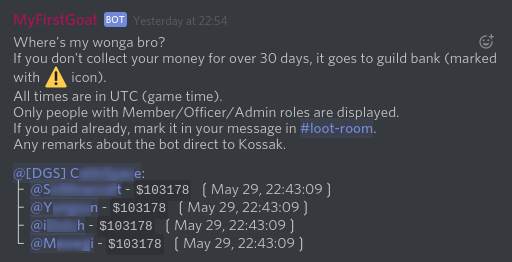 MyFirstGoat BOT Yesterday at 22:54
Where's my wonga bro?
If you don't collect your money for over 30 days, it goes to guild bank (marked
with ⚠ icon).
All times are in UTC (game time).
Only people with Member/Officer/Admin roles are displayed.
If you paid already, mark it in your message in #loot-room.
Any remarks about the bot direct to Kossak.
@[DGS]
- $103178 ( May 29, 22:43:09 )
- $103178 ( May 29, 22:43:09 )
- $103178 ( May 29, 22:43:09 )
- $103178 ( May 29, 22:43:09 )